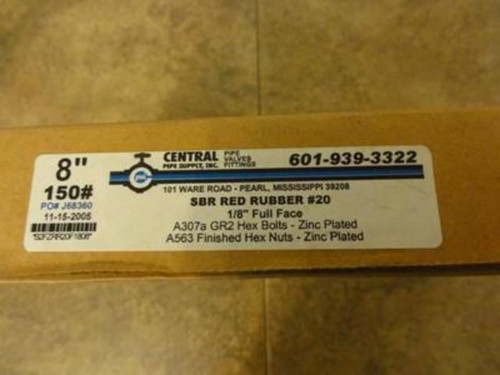 8"
150#
PO# J68360
11-15-2005
CENTRAL
PIPE SUPPLY, INC.
PIPE
VALVES
FITTINGS
601-939-3322
101 WARE ROAD - PEARL, MISSISSIPPI 39208
SBR RED RUBBER #20
1/8" Full Face
A307a GR2 Hex Bolts - Zinc Plated
A563 Finished Hex Nuts - Zinc Plated